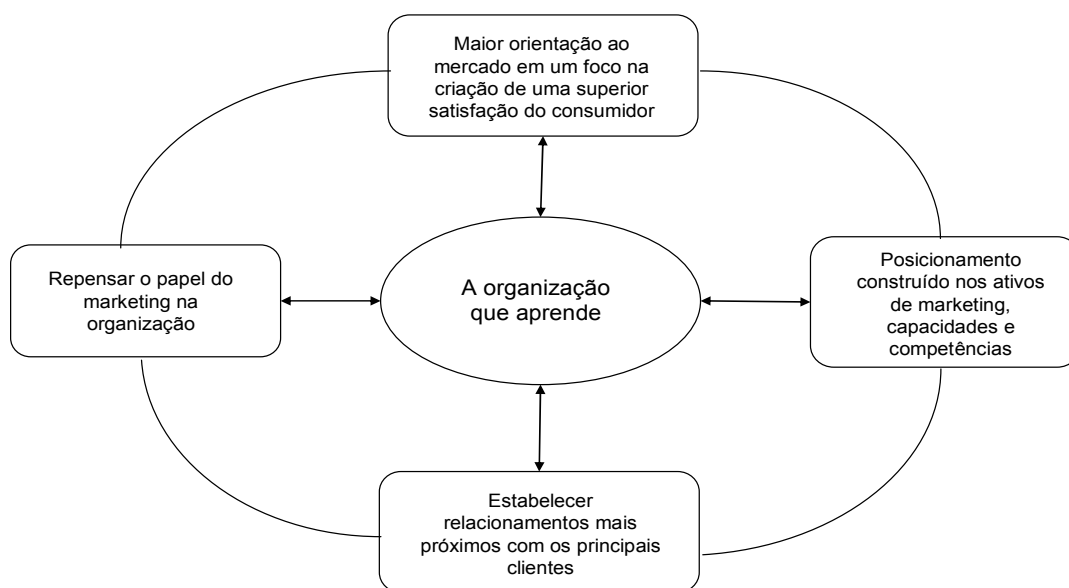 Maior orientação ao
mercado em um foco na
criação de uma superior
satisfação do consumidor
Repensar o papel do
marketing na
organização
A organização
que aprende
Posicionamento
construído nos ativos
de marketing,
capacidades e
competências
Estabelecer
relacionamentos mais
próximos com os principais
clientes